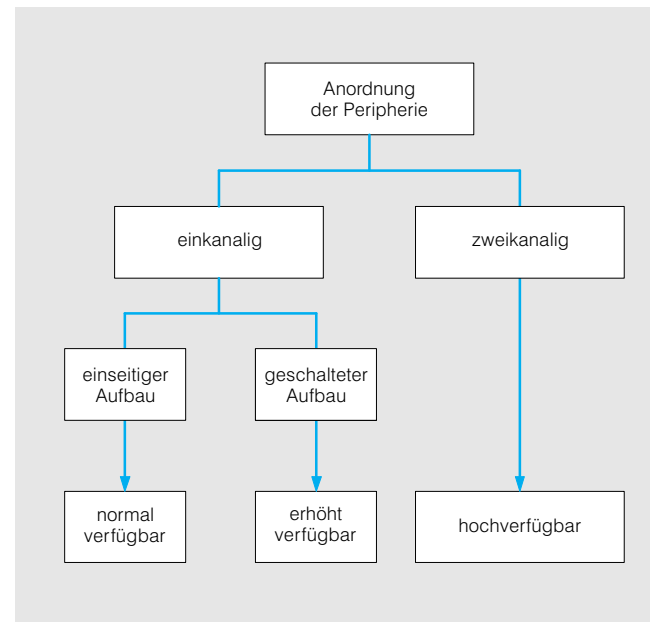 Anordnung
der Peripherie
einkanalig
zweikanalig
einseitiger
Aufbau
geschalteter
Aufbau
normal
verfügbar
erhöht
verfügbar
hochverfügbar